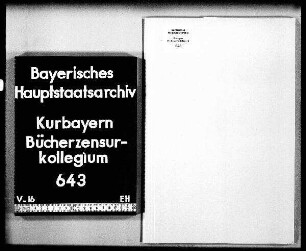 Bayerisches
Hauptstaatsarchiv
Kurbayern
Bücherzensur-
kollegium
643
V-16 EH